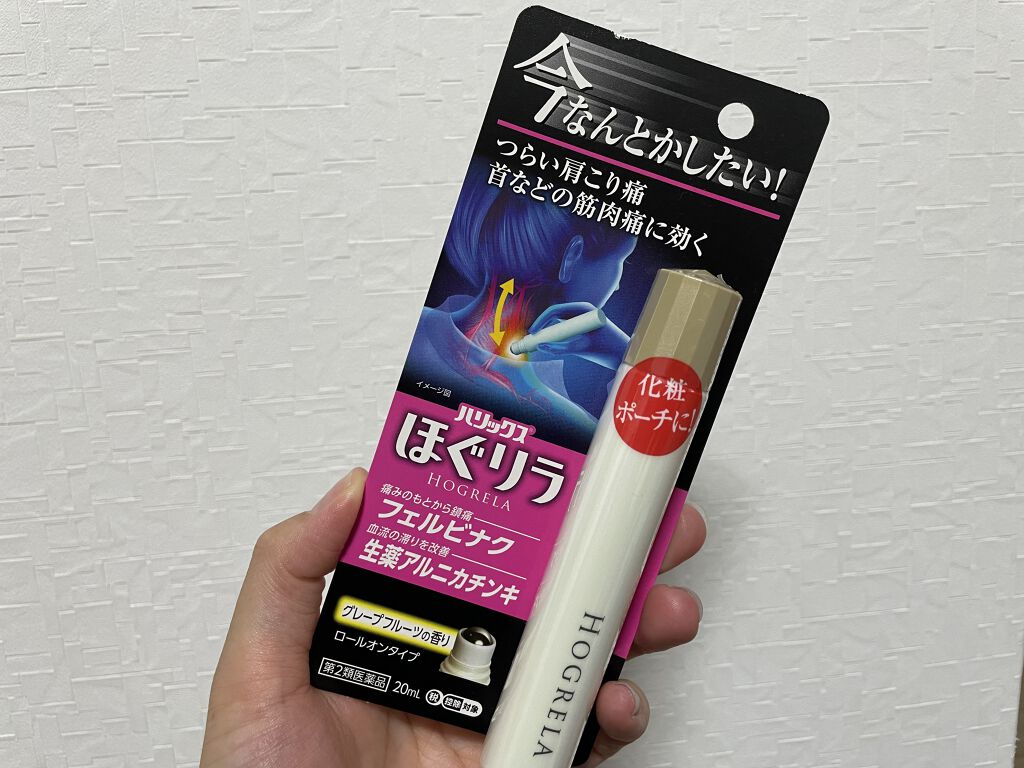 今なんとかしたい!
つらい肩こり痛
首などの筋肉痛に効く
イメージ図
化粧
ポーチに!
ハリックス
ほぐリラ
HOGRELA
痛みのもとから鎮痛
フェルビナク
血流の滞りを改善
生薬アルニカチンキ
グレープフルーツの香り
ロールオンタイプ
第2類医薬品 20mL 税 控除 対象
HOGRELA